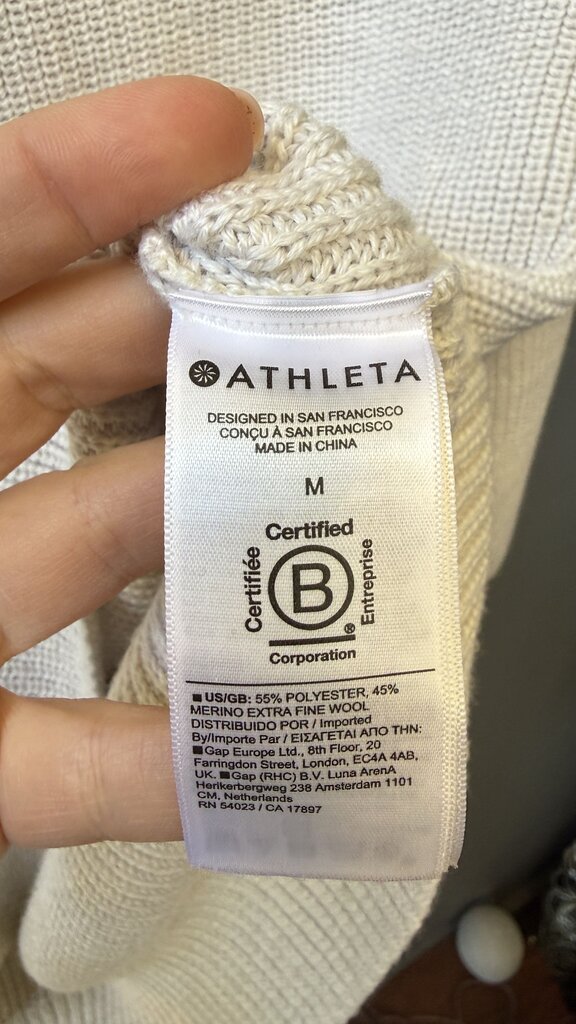 ATHLETA
DESIGNED IN SAN FRANCISCO
CONÇU À SAN FRANCISCO
MADE IN CHINA
M
Certified
Certifiée
B
Entreprise
®
Corporation
US/GB: 55% POLYESTER, 45%
MERINO EXTRA FINE WOOL
DISTRIBUIDO POR / Imported
By/Importe Par / ΕΙΣΑΓΕΤΑΙ ΑΠΟ ΤΗΝ:
Gap Europe Ltd., 8th Floor, 20
Farringdon Street, London, EC4A 4AB,
UK. Gap (RHC) B.V. Luna ArenA
Herikerbergweg 238 Amsterdam 1101
CM, Netherlands
RN 54023 / CA 17897